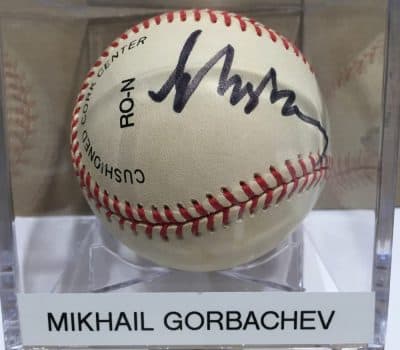 CUSHIONED CORK CENTER
RO-N
MIKHAIL GORBACHEV